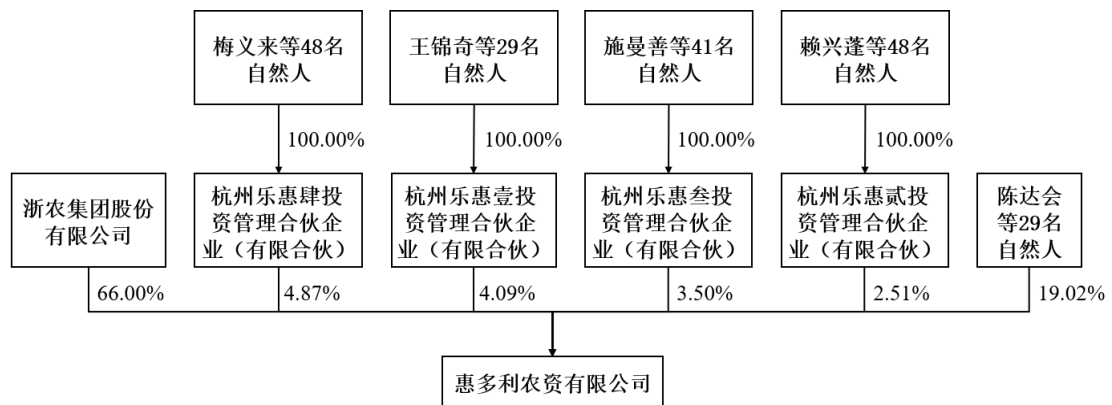 梅义来等48名
自然人
王锦奇等29名
自然人
施曼善等41名
自然人
赖兴蓬等48名
自然人
100.00%
100.00%
100.00%
100.00%
浙农集团股份
有限公司
杭州乐惠肆投
资管理合伙企
业（有限合伙）
杭州乐惠壹投
资管理合伙企
业（有限合伙）
杭州乐惠叁投
资管理合伙企
业（有限合伙）
杭州乐惠贰投
资管理合伙企
业（有限合伙）
陈达会
等29名
自然人
66.00%
4.87%
4.09%
3.50%
2.51%
19.02%
惠多利农资有限公司